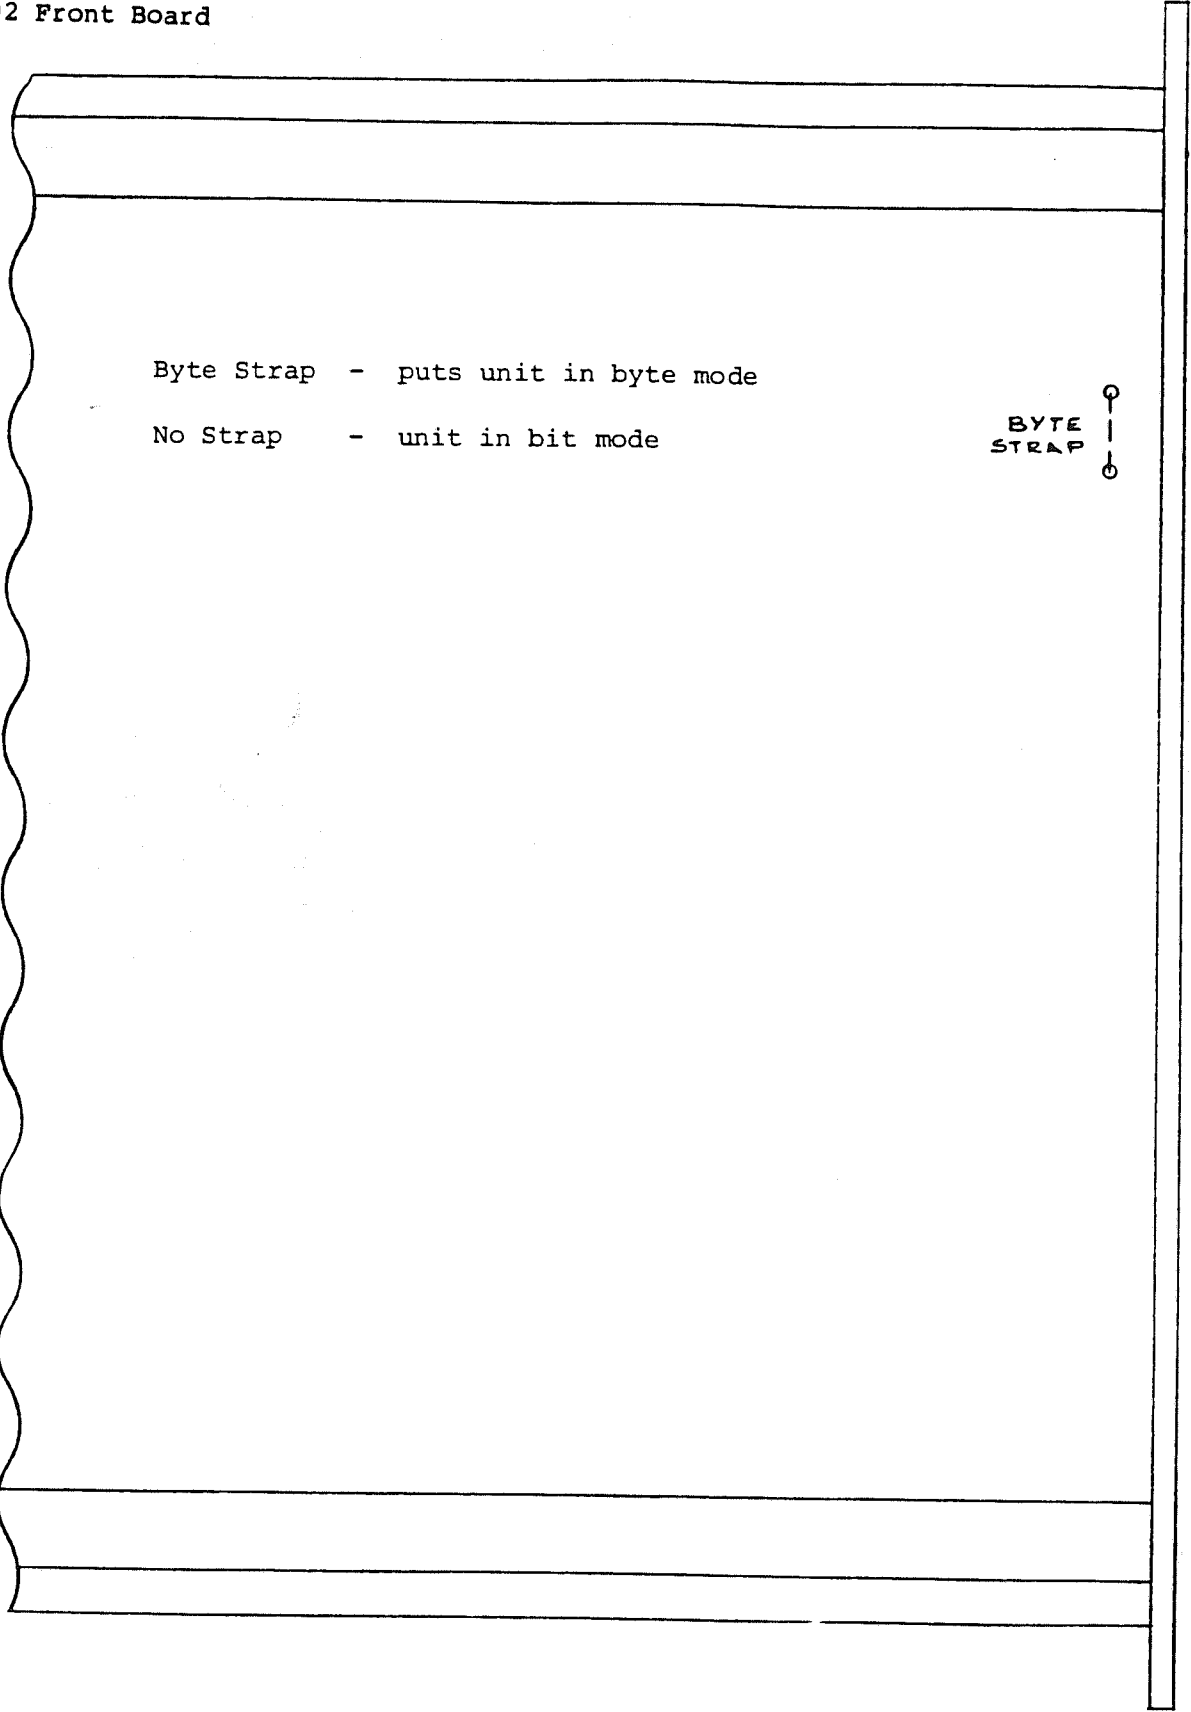 2 Front Board
Byte Strap - puts unit in byte mode
No Strap - unit in bit mode
BYTE
STRAP